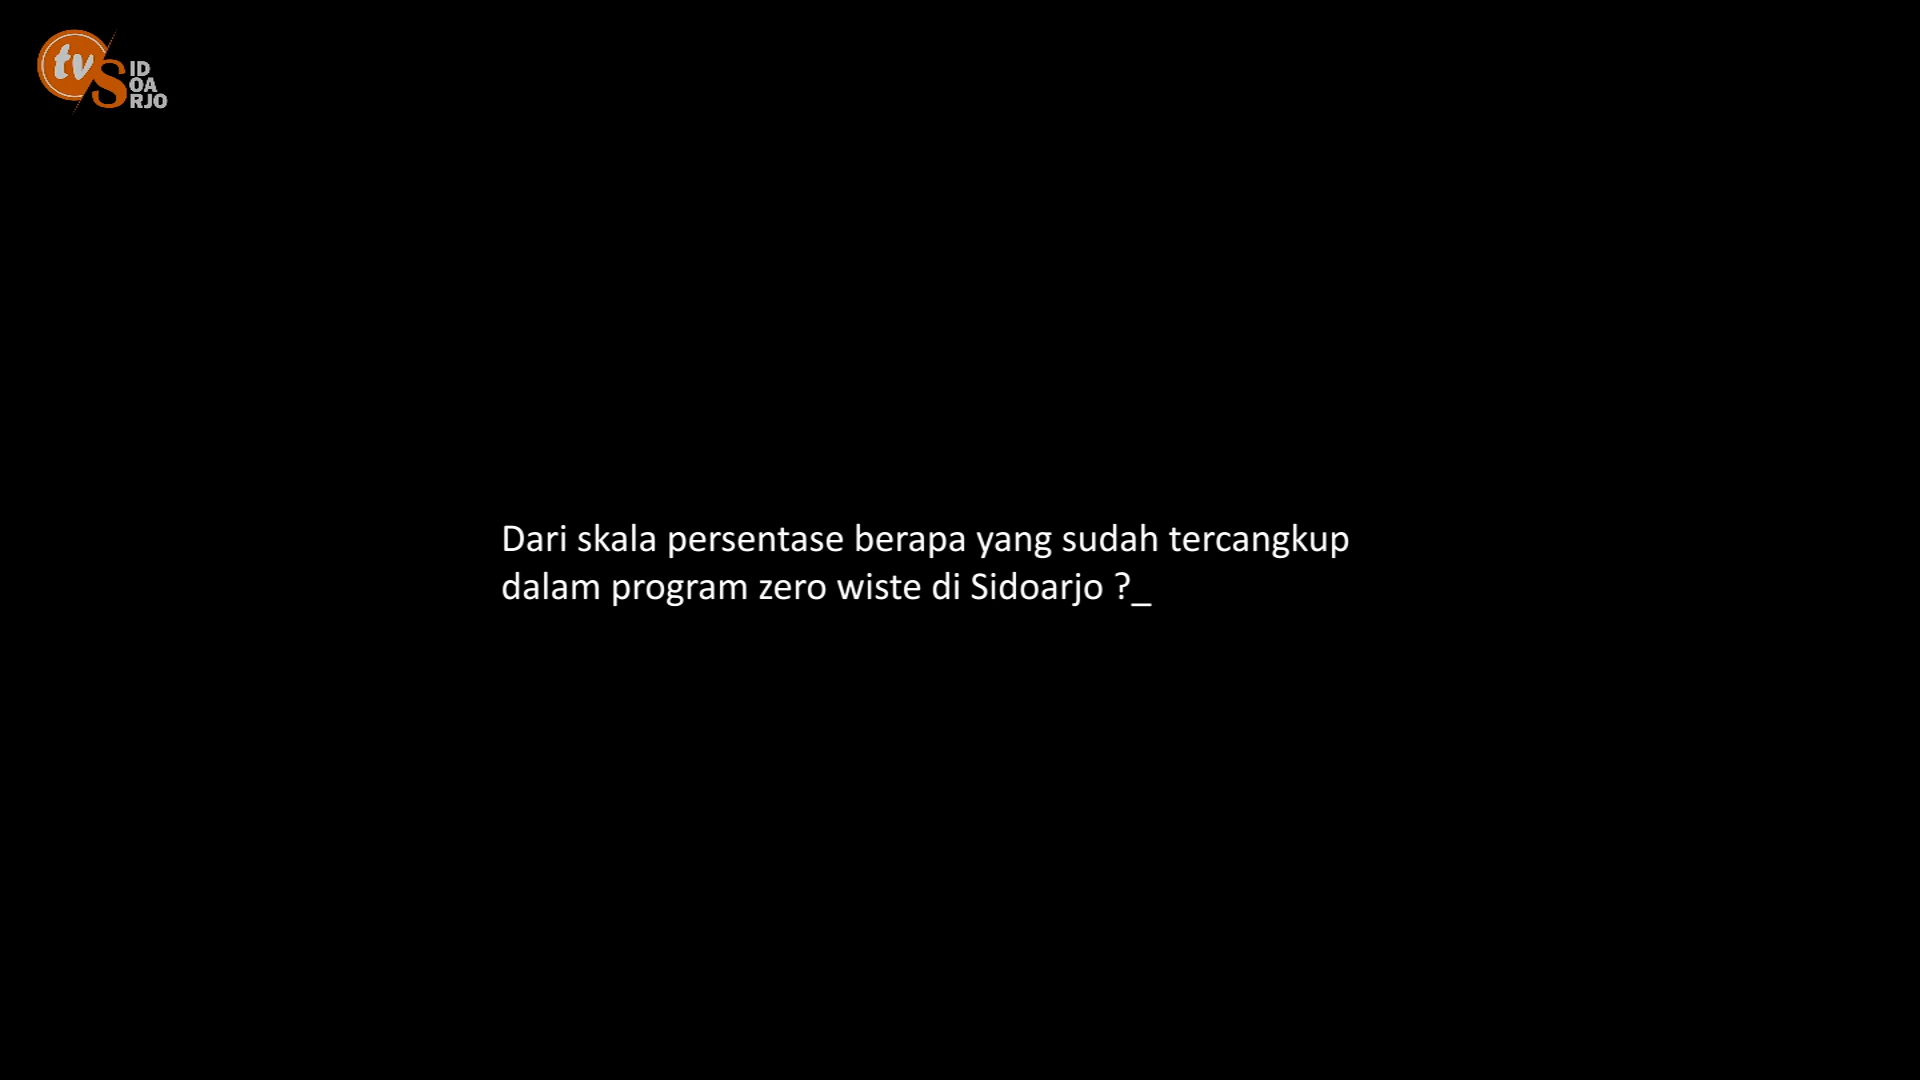 tv S ID
OA
RJO
Dari skala persentase berapa yang sudah tercangkup
dalam program zero wiste di Sidoarjo ?_